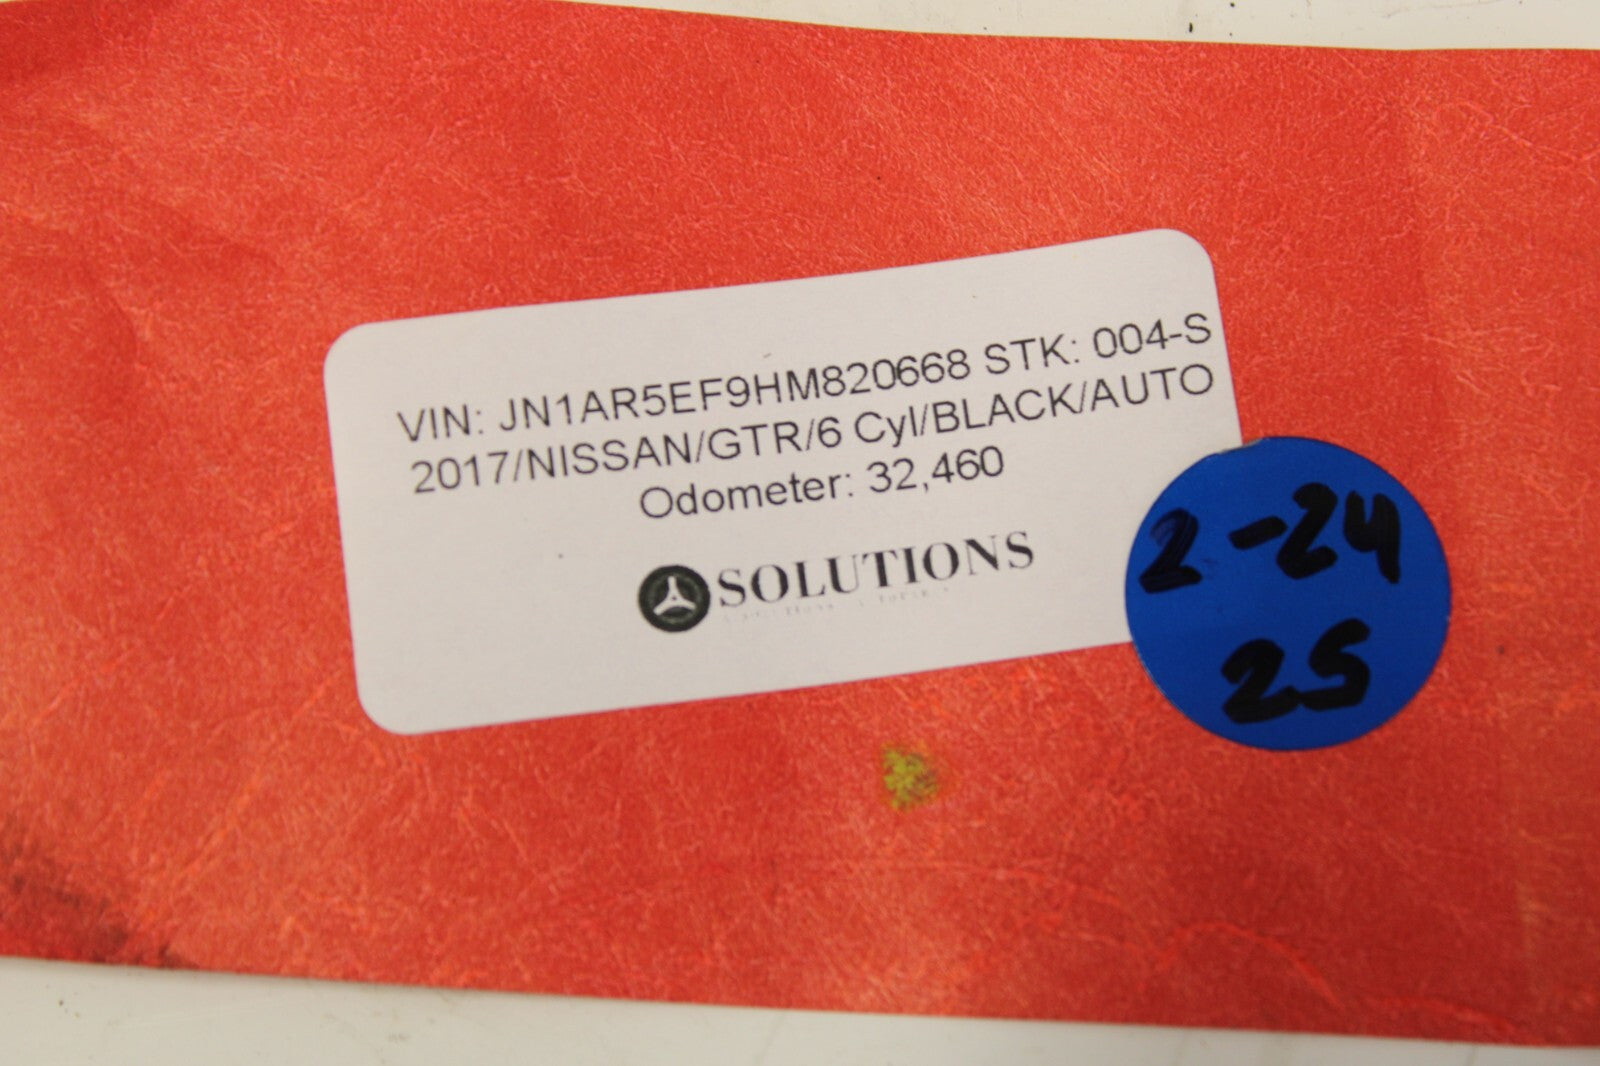 VIN: JN1AR5EF9HM820668 STK: 004-S
2017/NISSAN/GTR/6 Cyl/BLACK/AUTO
Odometer: 32,460
SOLUTIONS
2-24
25